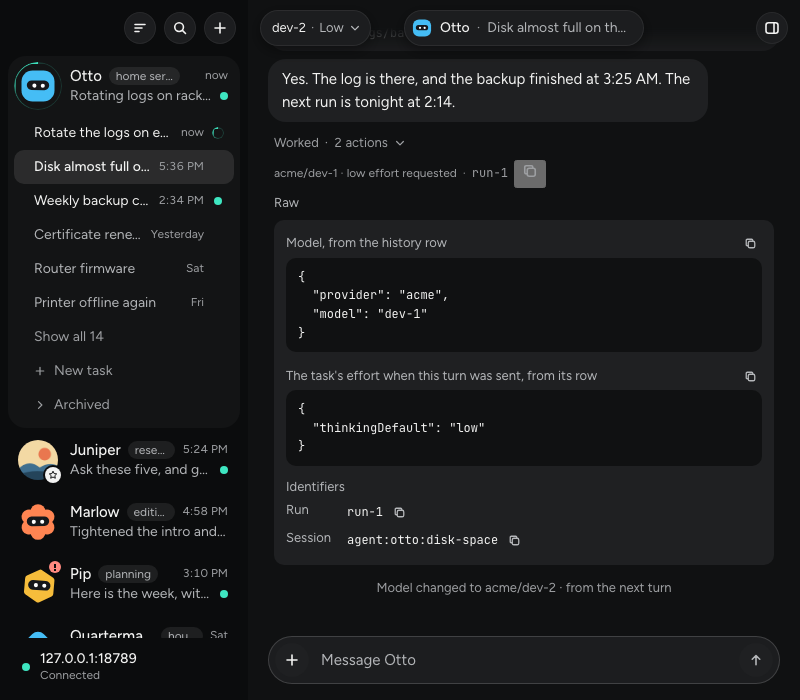 Otto home ser... now
Rotating logs on rack...
Rotate the logs on e... now
Disk almost full o... 5:36 PM
Weekly backup c... 2:34 PM
Certificate rene... Yesterday
Router firmware Sat
Printer offline again Fri
Show all 14
New task
Archived
Juniper rese... 5:24 PM
Ask these five, and g...
Marlow editi... 4:58 PM
Tightened the intro and...
Pip planning 3:10 PM
Here is the week, wit...
Quarterma hou... Sat
127.0.0.1:18789
Connected
dev-2 · Low
Otto · Disk almost full on th...
Yes. The log is there, and the backup finished at 3:25 AM. The
next run is tonight at 2:14.
Worked · 2 actions
acme/dev-1 · low effort requested · run-1
Raw
Model, from the history row
{
"provider": "acme",
"model": "dev-1"
}
The task's effort when this turn was sent, from its row
{
"thinkingDefault": "low"
}
Identifiers
Run run-1
Session agent:otto:disk-space
Model changed to acme/dev-2 · from the next turn
Message Otto